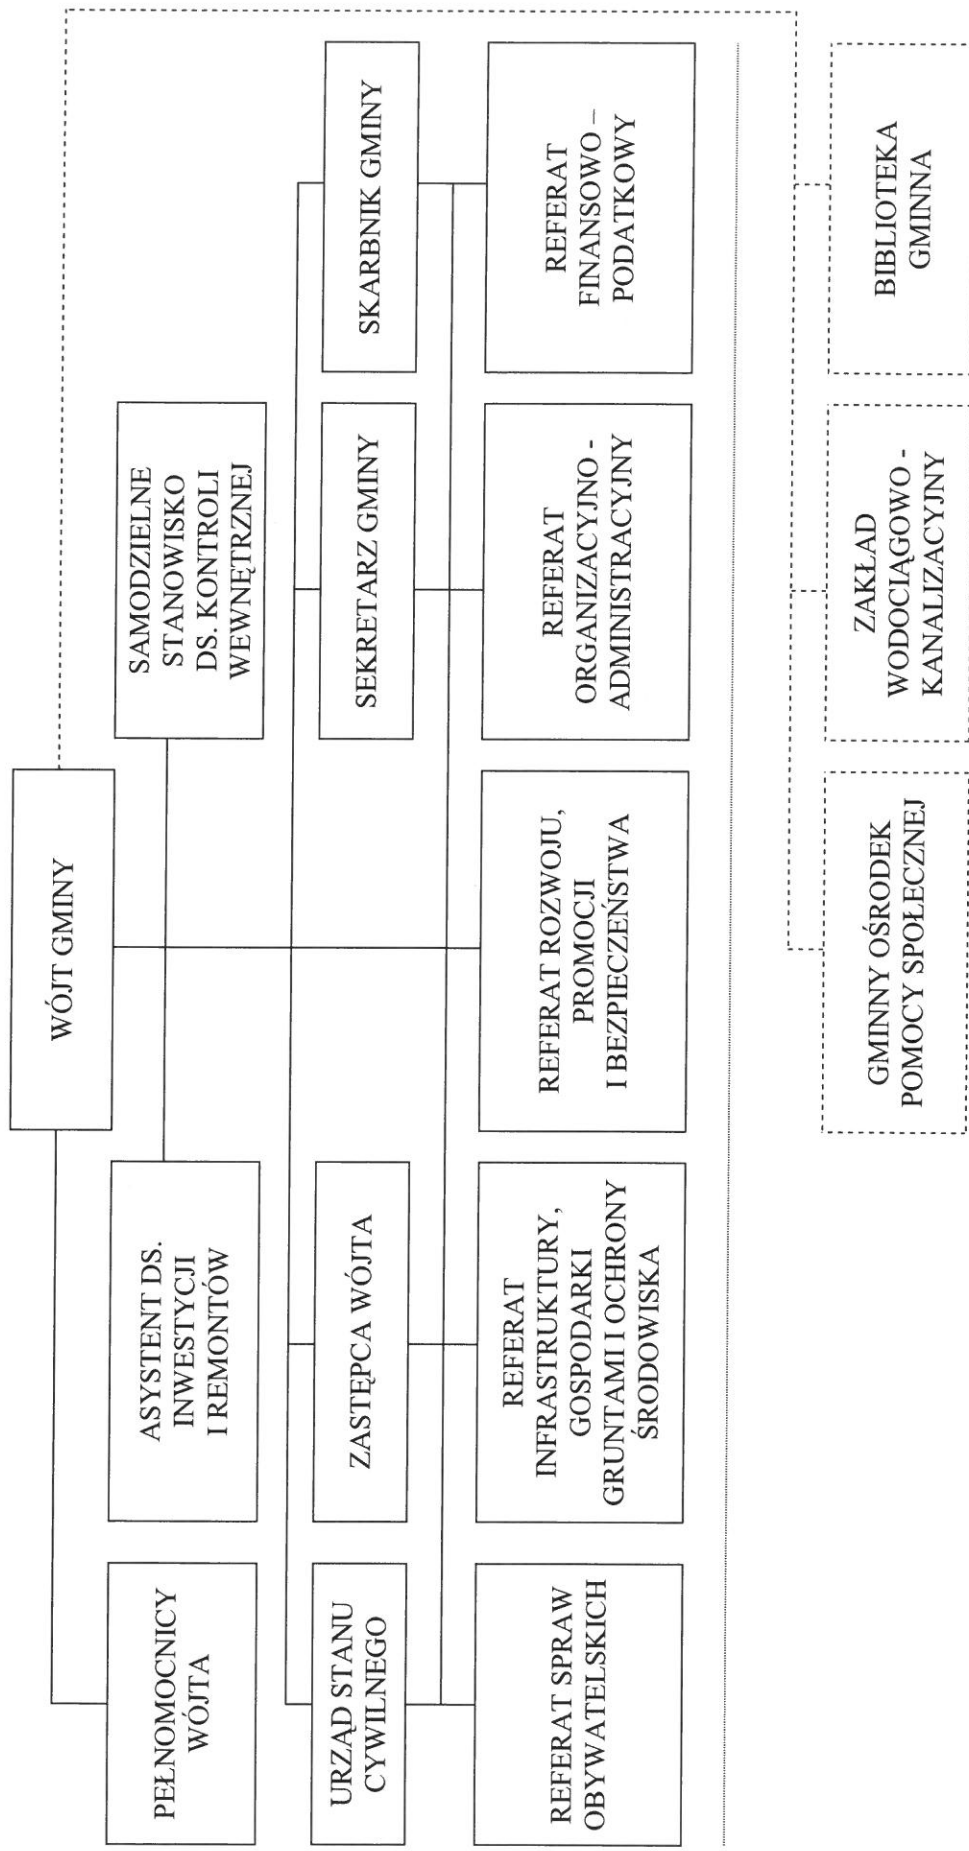 WÓJT GMINY
PEŁNOMOCNICY
WÓJTA
ASYSTENT DS.
INWESTYCJI
I REMONTÓW
SAMODZIELNE
STANOWISKO
DS. KONTROLI
WEWNĘTRZNEJ
URZĄD STANU
CYWILNEGO
ZASTĘPCA WÓJTA
SEKRETARZ GMINY
SKARBNIK GMINY
REFERAT SPRAW
OBYWATELSKICH
REFERAT
INFRASTRUKTURY,
GOSPODARKI
GRUNTAMI I OCHRONY
ŚRODOWISKA
REFERAT ROZWOJU,
PROMOCJI
I BEZPIECZEŃSTWA
REFERAT
ORGANIZACYJNO -
ADMINISTRACYJNY
REFERAT
FINANSOWO –
PODATKOWY
GMINNY OŚRODEK
POMOCY SPOŁECZNEJ
ZAKŁAD
WODOCIĄGOWO -
KANALIZACYJNY
BIBLIOTEKA
GMINNA